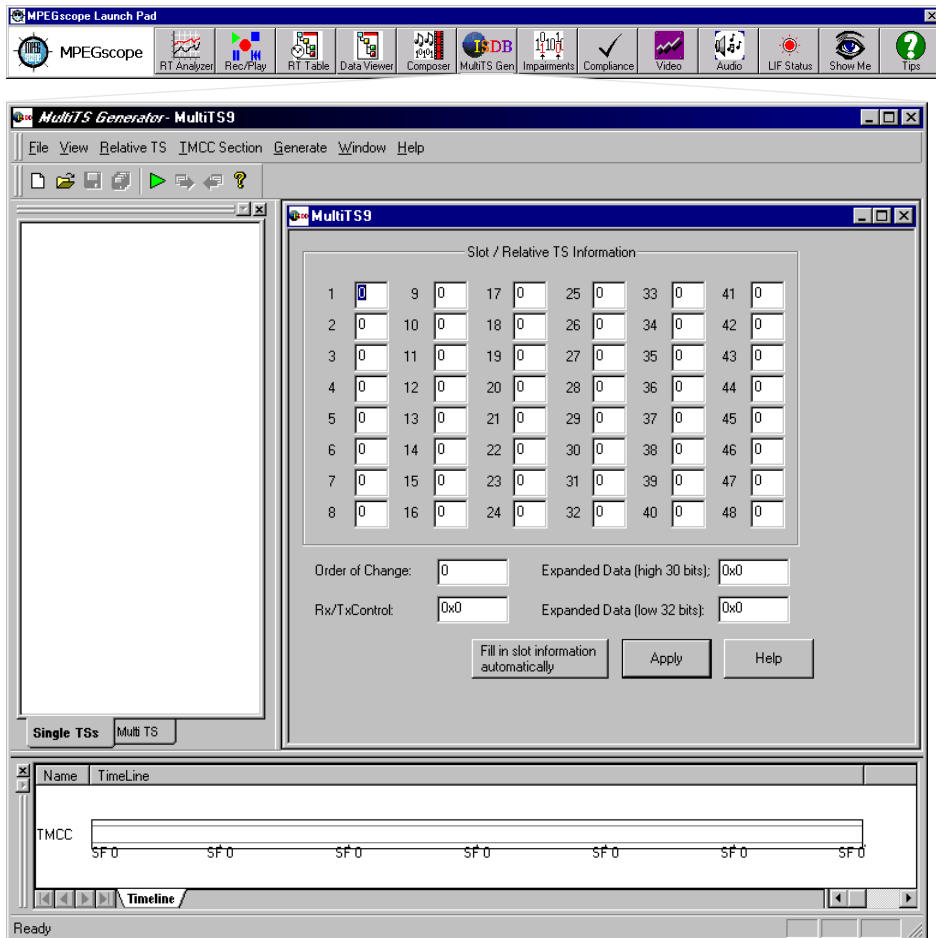 MPEGscope Launch Pad
MPEG scope MPEGscope RT Analyzer Rec/Play RT Table Data Viewer Composer MultiTS Gen Impairments Compliance Video Audio LIF Status Show Me Tips
ISDB
MultiTS Generator - MultiTS9
File View Relative TS TMCC Section Generate Window Help
MultiTS9
Slot / Relative TS Information
1 0 9 0 17 0 25 0 33 0 41 0
2 0 10 0 18 0 26 0 34 0 42 0
3 0 11 0 19 0 27 0 35 0 43 0
4 0 12 0 20 0 28 0 36 0 44 0
5 0 13 0 21 0 29 0 37 0 45 0
6 0 14 0 22 0 30 0 38 0 46 0
7 0 15 0 23 0 31 0 39 0 47 0
8 0 16 0 24 0 32 0 40 0 48 0
Order of Change: 0 Expanded Data (high 30 bits); 0x0
Rx/TxControl: 0x0 Expanded Data (low 32 bits): 0x0
Fill in slot information
automatically
Apply Help
Single TSs Multi TS
Name TimeLine
TMCC
SF 0 SF 0 SF 0 SF 0 SF 0 SF 0 SF 0
Timeline
Ready